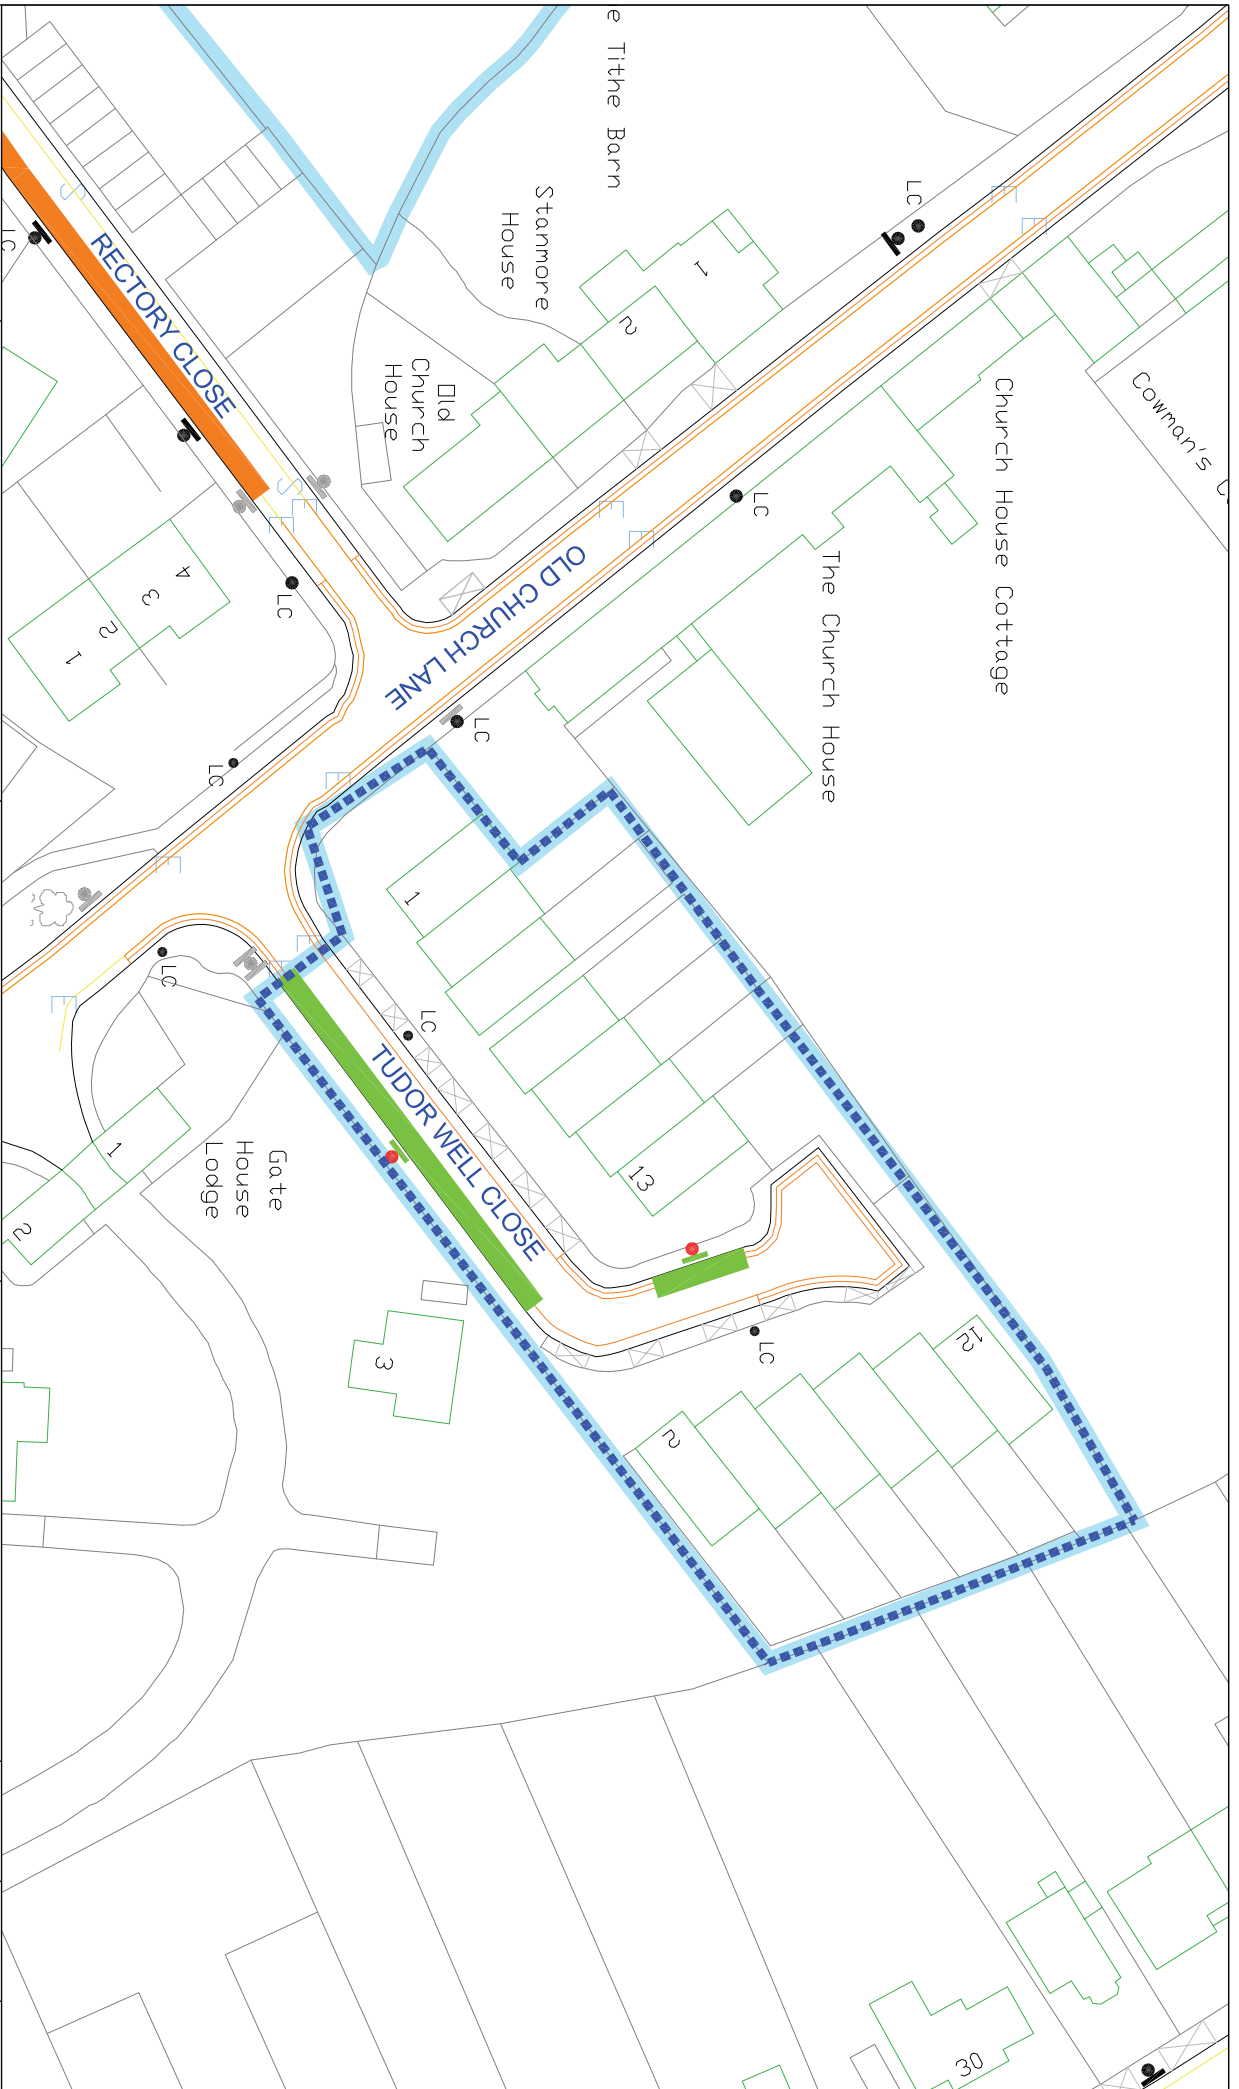 e Tithe Barn
Stanmore
House
1
2
LC
LC
RECTORY CLOSE
Old
Church
House
Church House Cottage
Cowman's
LC
The Church House
OLD CHURCH LANE
4
3
2
1
LC
LC
LC
LC
1
LC
TUDOR WELL CLOSE
13
Gate
House
Lodge
1
2
3
LC
12
2
30